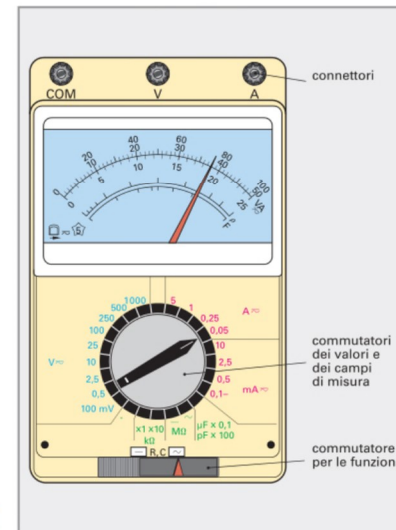 connettori
COM V A
0 20 40 60 80 100
0 10 20 30 40 50 VA
0 5 10 15 20 25
F
1000 5
500 1
250 0,25 A
100 0,05
25 10
V 10 2,5
2,5 0,5 mA
0,5 0,1
100 mV
commutatori
dei valori e
dei campi
di misura
x1 x10 MΩ μF x 0,1
kΩ pF x 100
R,C
commutatore
per le funzion